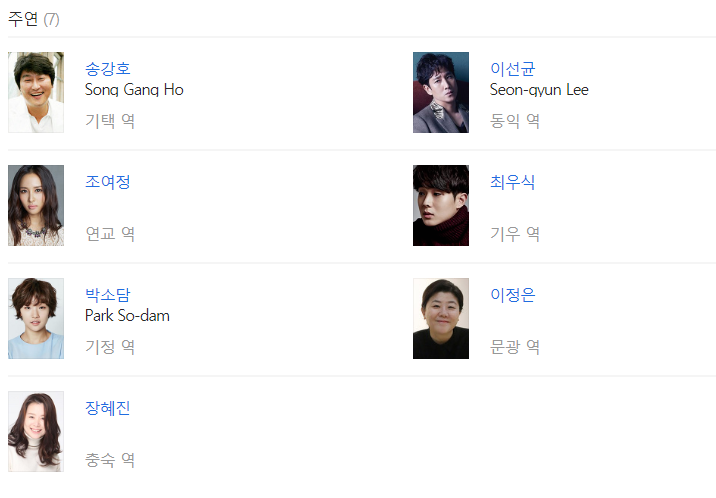 주연 (7)
송강호
Song Gang Ho
기택 역
이선균
Seon-gyun Lee
동익 역
조여정
연교 역
최우식
기우 역
박소담
Park So-dam
기정 역
이정은
문광 역
장혜진
충숙 역